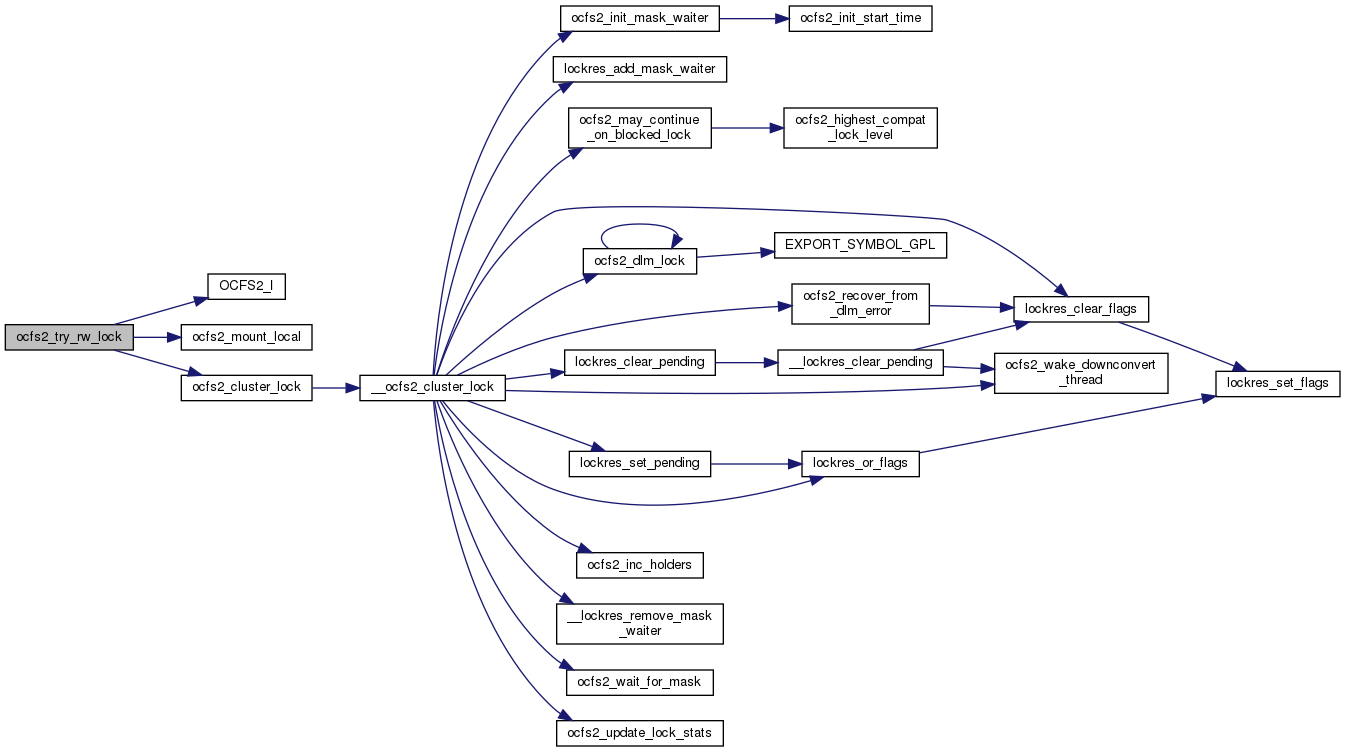 ocfs2_init_mask_waiter
ocfs2_init_start_time
lockres_add_mask_waiter
ocfs2_may_continue
_on_blocked_lock
ocfs2_highest_compat
_lock_level
EXPORT_SYMBOL_GPL
ocfs2_dlm_lock
OCFS2_I
ocfs2_recover_from
_dlm_error
lockres_clear_flags
ocfs2_try_rw_lock
ocfs2_mount_local
lockres_clear_pending
__lockres_clear_pending
ocfs2_wake_downconvert
_thread
ocfs2_cluster_lock
__ocfs2_cluster_lock
lockres_set_flags
lockres_set_pending
lockres_or_flags
ocfs2_inc_holders
__lockres_remove_mask
_waiter
ocfs2_wait_for_mask
ocfs2_update_lock_stats